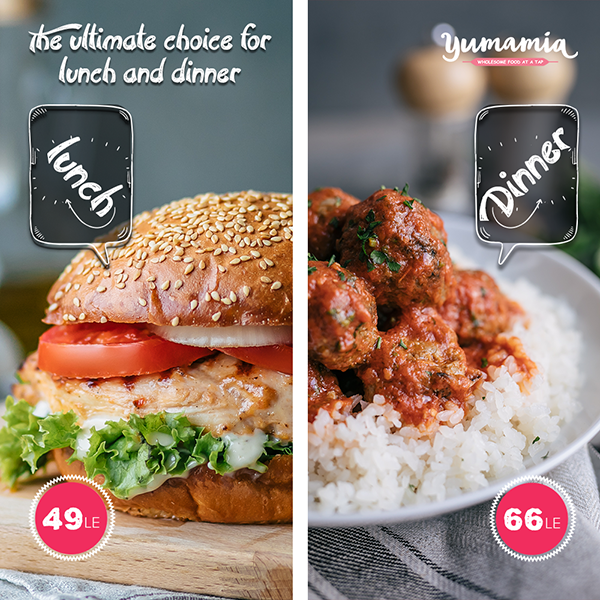 the ultimate choice for
lunch and dinner
Yumamia
WHOLESOME FOOD AT A TAP
lunch
Dinner
49LE
66LE